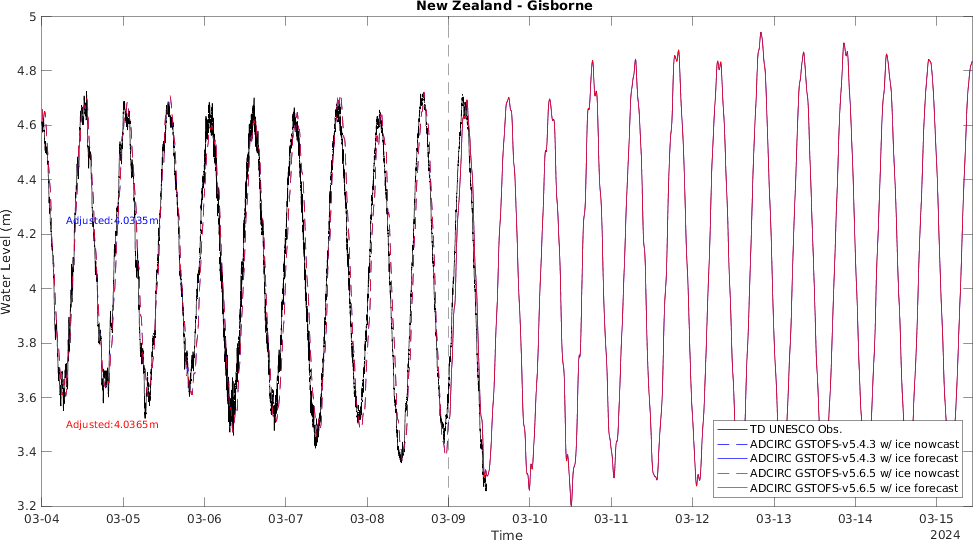 New Zealand - Gisborne
5
4.8
4.6
4.4
4.2
4
3.8
3.6
3.4
3.2
Water Level (m)
Adjusted:4.0335m
Adjusted:4.0365m
TD UNESCO Obs.
ADCIRC GSTOFS-v5.4.3 w/ ice nowcast
ADCIRC GSTOFS-v5.4.3 w/ ice forecast
ADCIRC GSTOFS-v5.6.5 w/ ice nowcast
ADCIRC GSTOFS-v5.6.5 w/ ice forecast
03-04 03-05 03-06 03-07 03-08 03-09 03-10 03-11 03-12 03-13 03-14 03-15
Time
2024